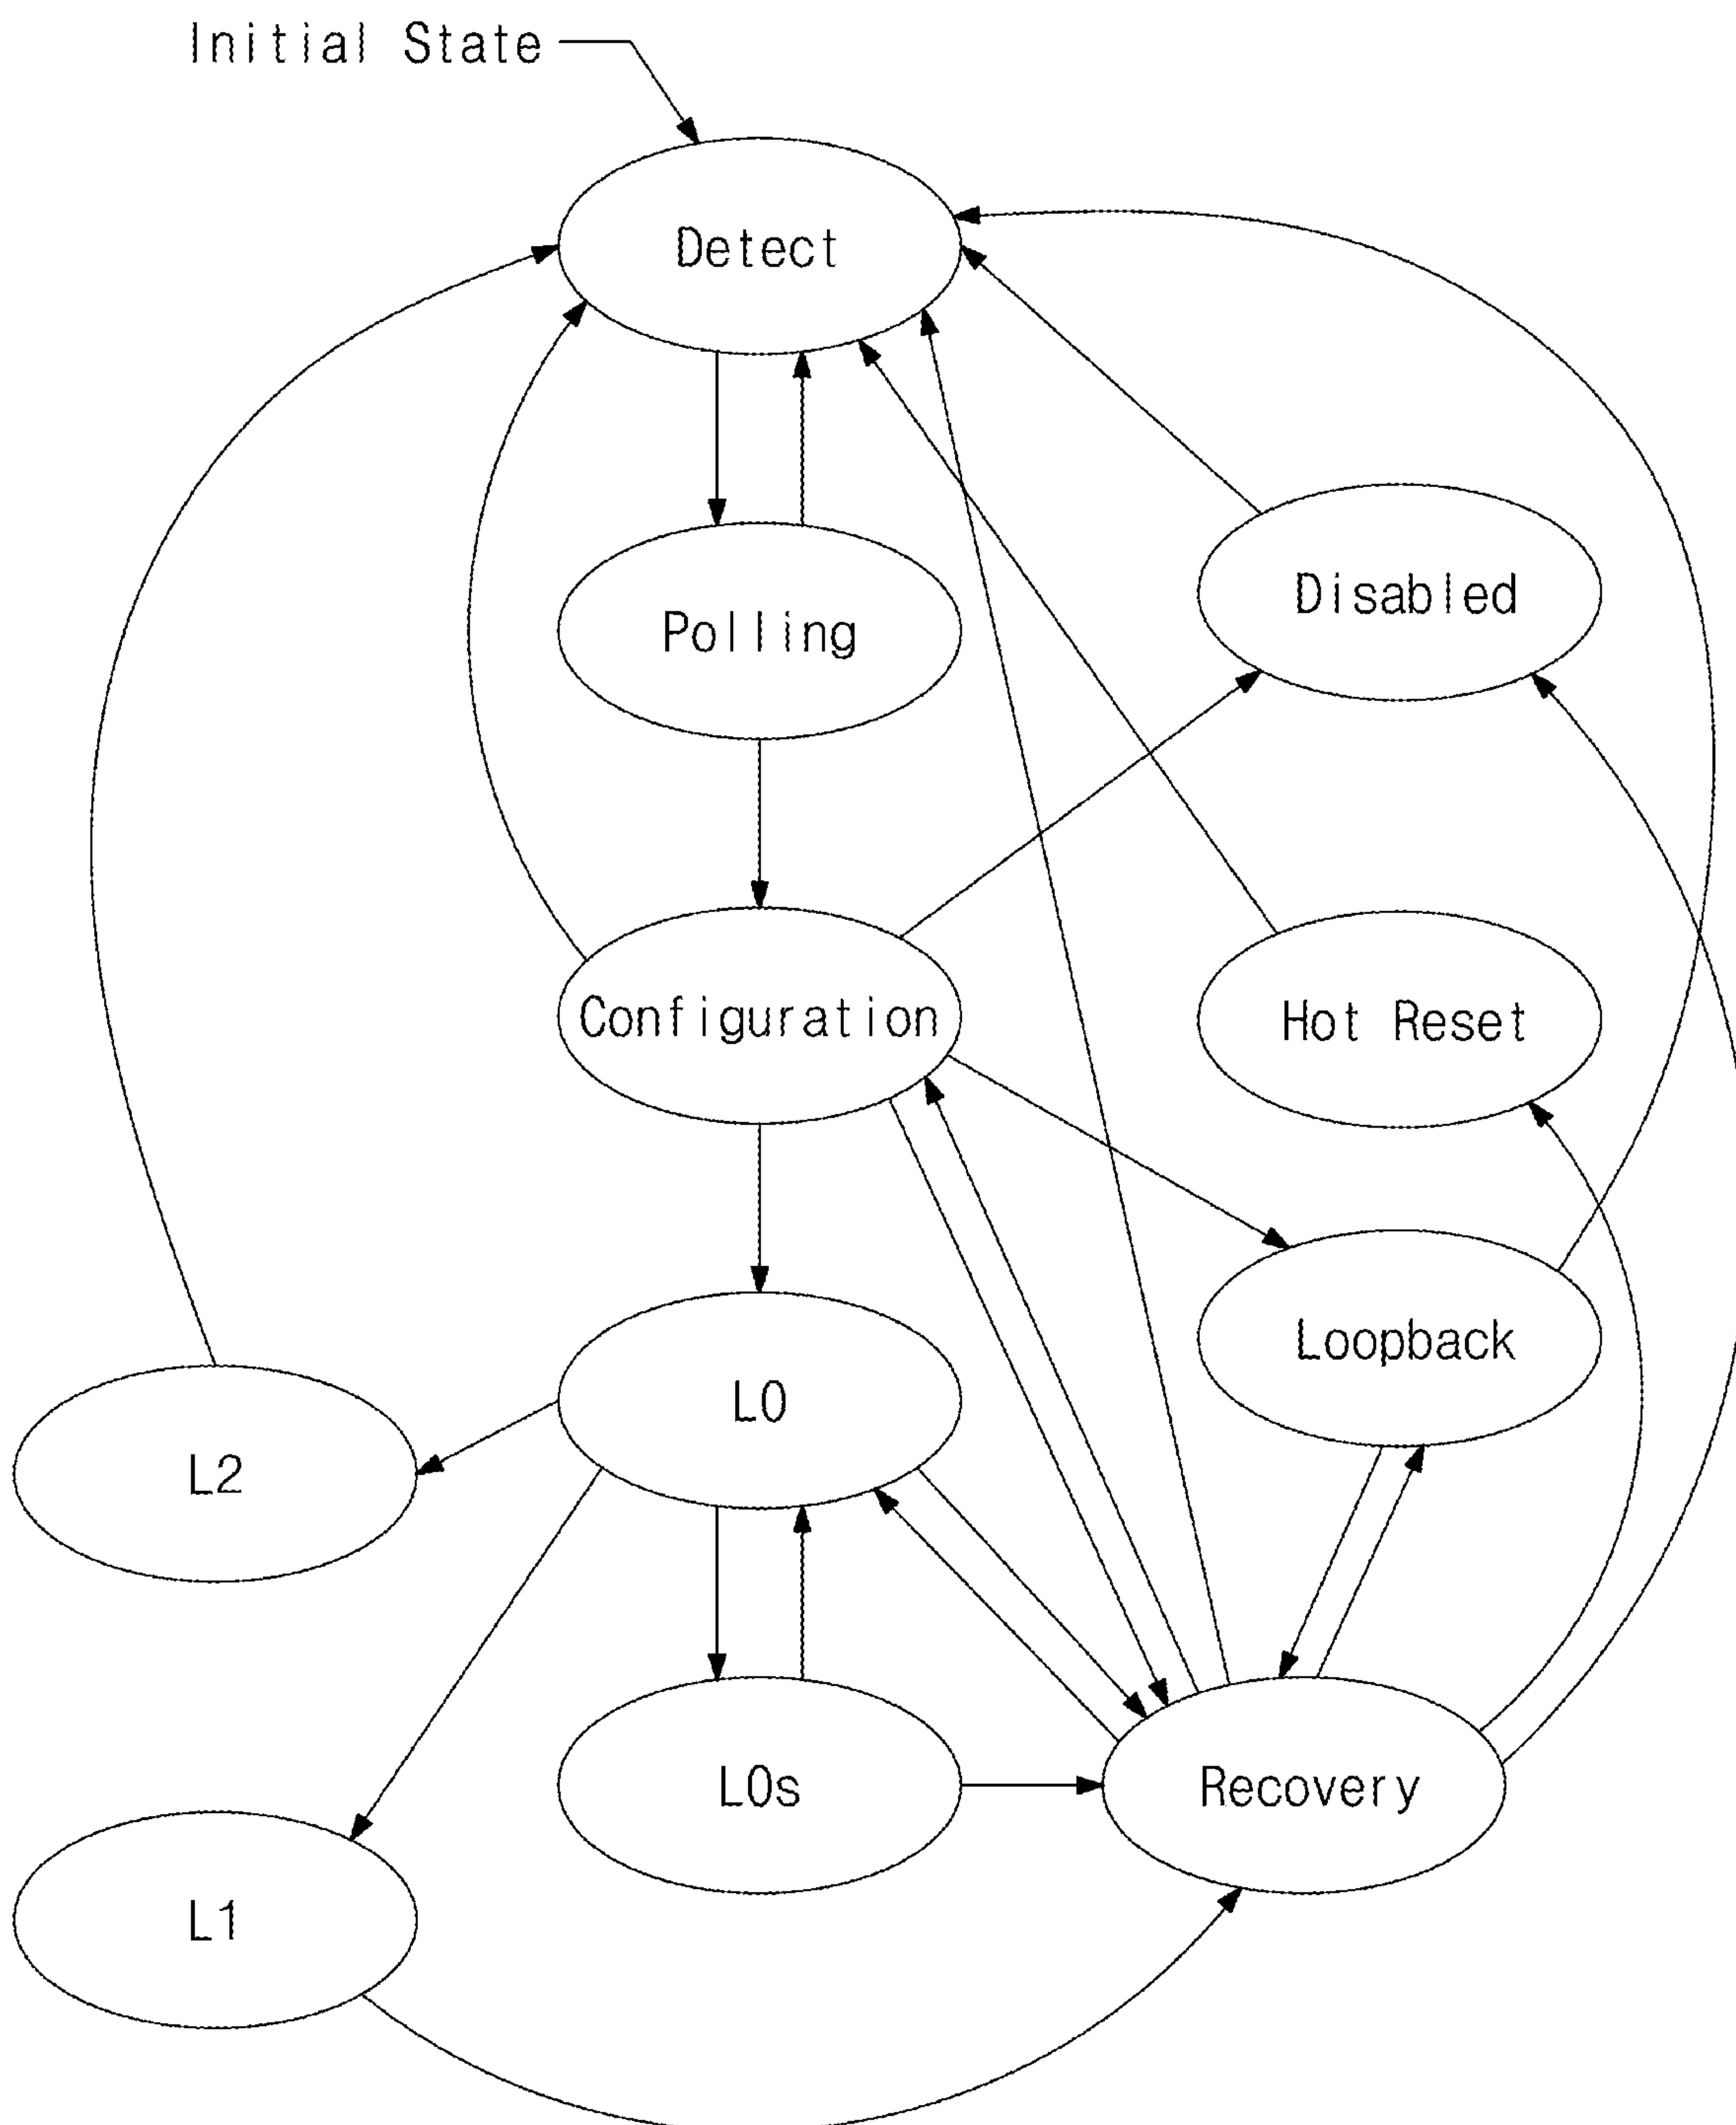 Initial State
Detect
Polling
Disabled
Configuration
Hot Reset
Loopback
L0
L2
L0s
Recovery
L1